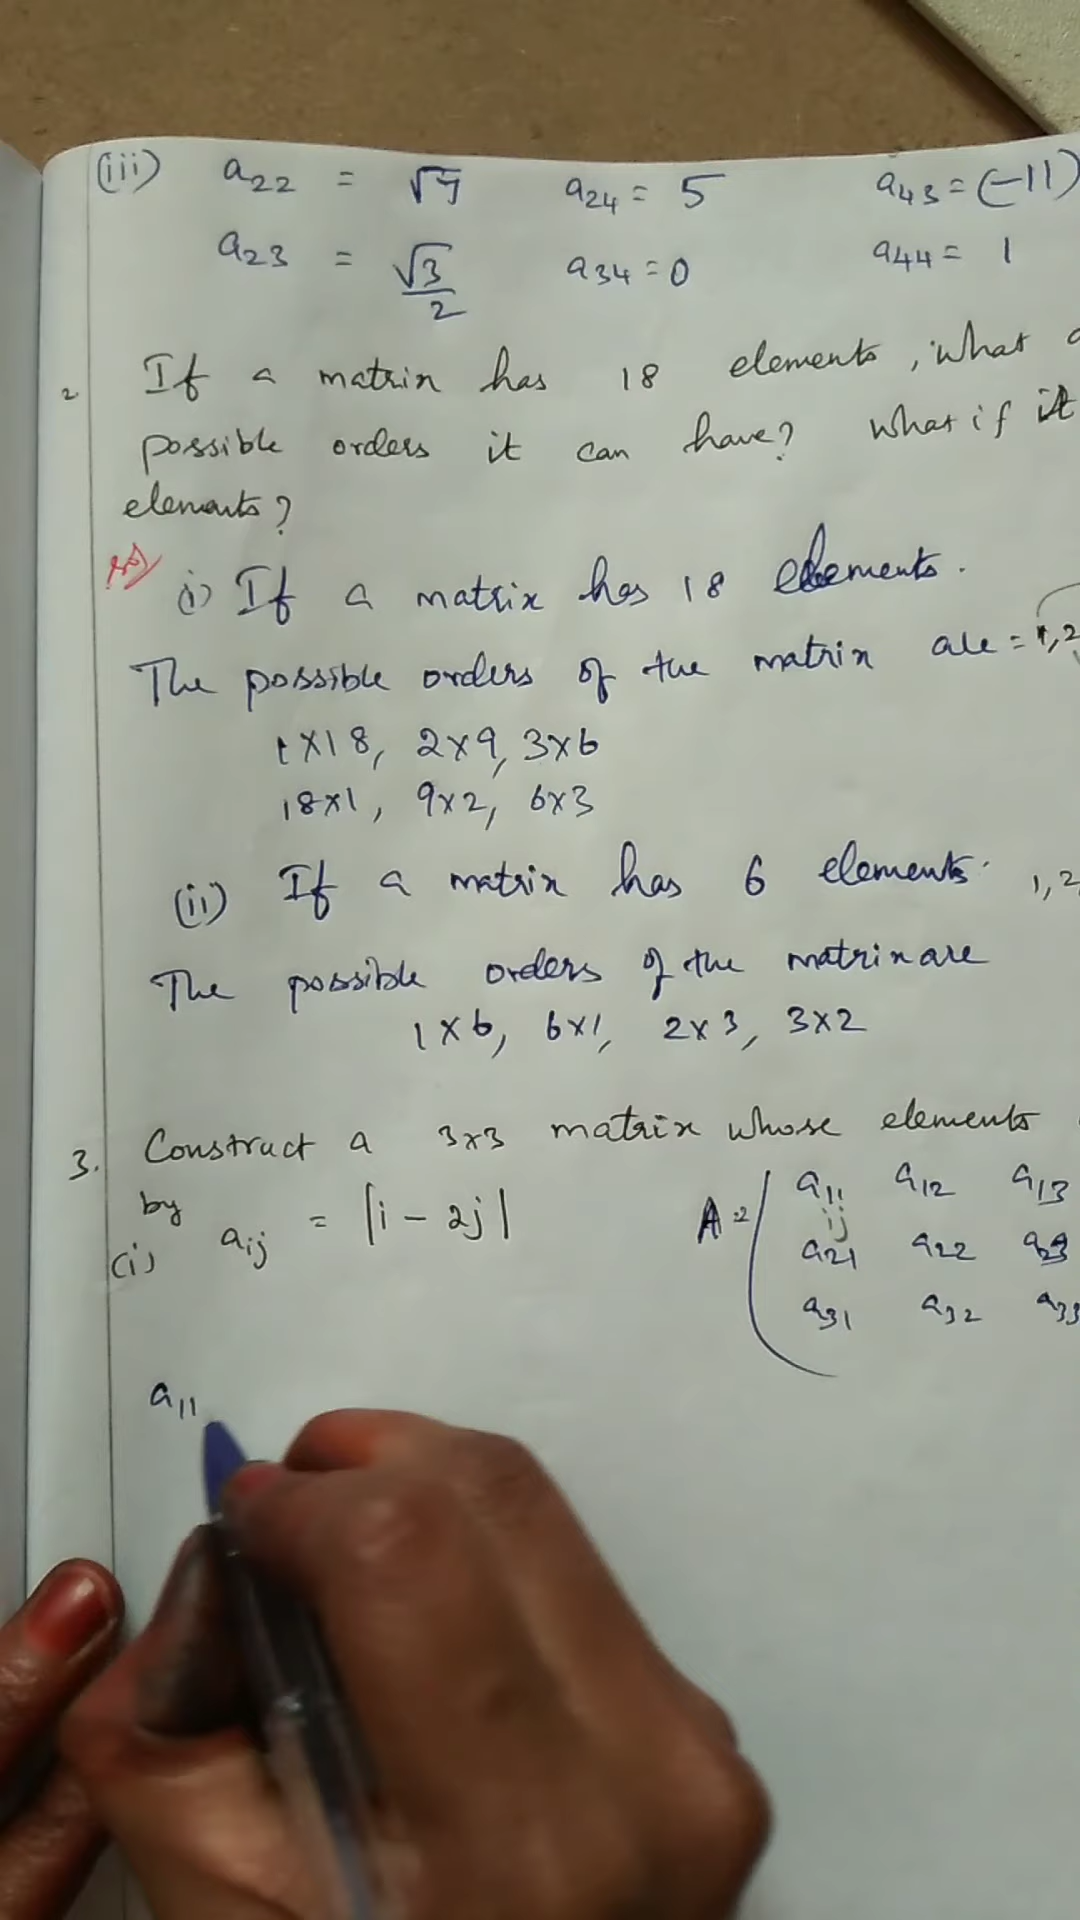 (iii) a22 = √7 a24 = 5 a43 = (-11)
a23 = √3/2 a34 = 0 a44 = 1
2. If a matrix has 18 elements, what
possible orders it can have? What if it
elements?
(i) If a matrix has 18 elements.
The possible orders of the matrix are = 1, 2
1×18, 2×9, 3×6
18×1, 9×2, 6×3
(ii) If a matrix has 6 elements. 1, 2,
The possible orders of the matrix are
1×6, 6×1, 2×3, 3×2
3. Construct a 3×3 matrix whose elements
by
(i) aij = |i - 2j|
A = a11 a12 a13
ij
a21 a22 a23
a31 a32 a33
a11